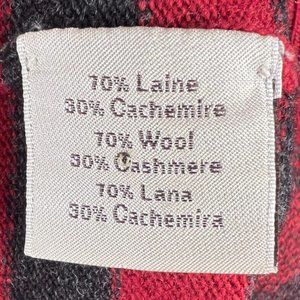 70% Laine
30% Cachemire
70% Wool
30% Cashmere
70% Lana
30% Cachemira